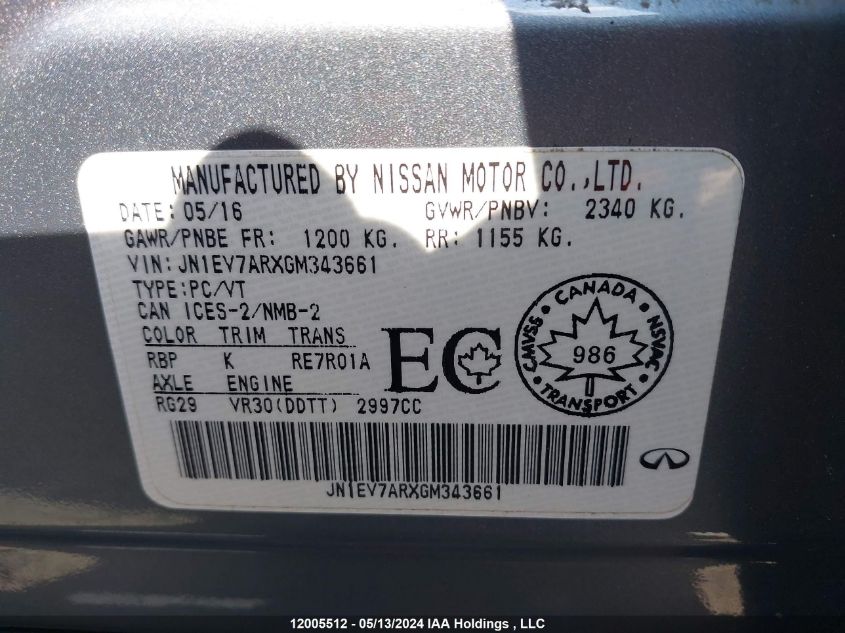 MANUFACTURED BY NISSAN MOTOR CO.,LTD.
DATE: 05/16 GVWR/PNBV: 2340 KG.
GAWR/PNBE FR: 1200 KG. RR: 1155 KG.
VIN: JN1EV7ARXGM343661
TYPE:PC/VT
CAN ICES-2/NMB-2
COLOR TRIM TRANS
RBP K RE7R01A
AXLE ENGINE
RG29 VR30(DDTT) 2997CC
EC
CANADA
CMVSS NSVAC
986
TRANSPORT
JN1EV7ARXGM343661
12005512 - 05/13/2024 IAA Holdings , LLC